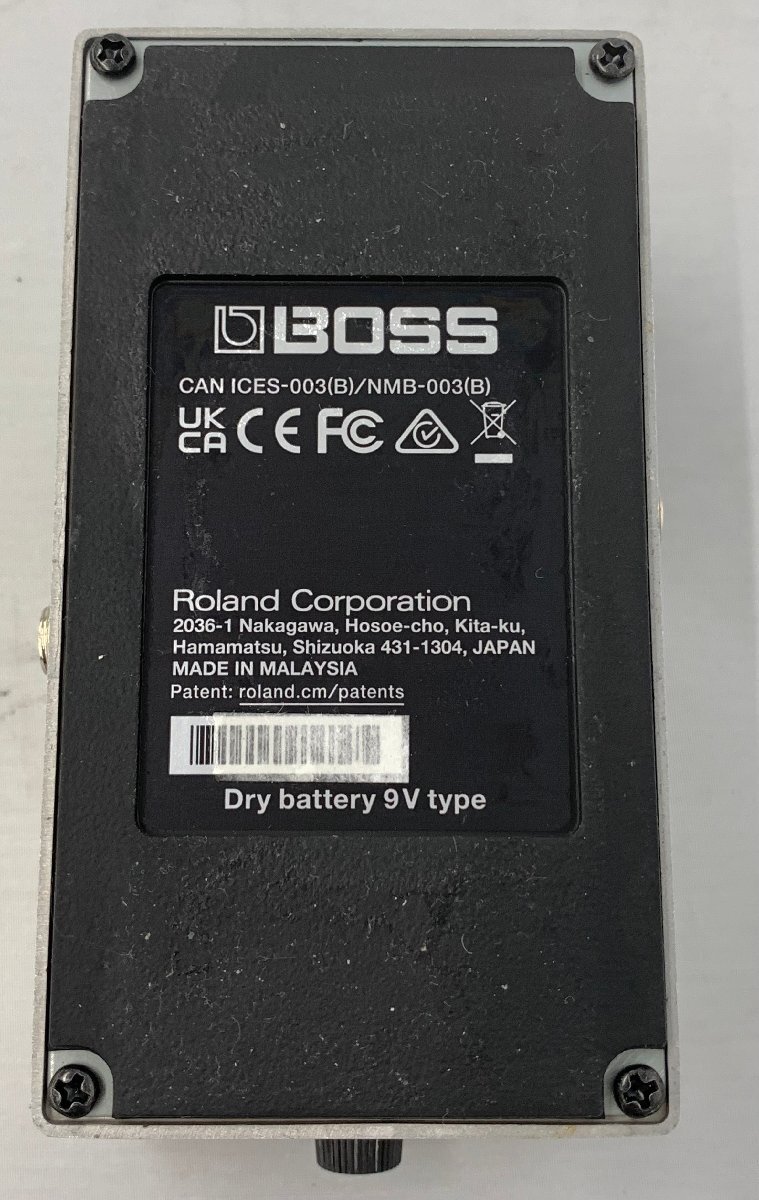 BOSS
CAN ICES-003(B)/NMB-003(B)
UK
CA CE FC
Roland Corporation
2036-1 Nakagawa, Hosoe-cho, Kita-ku,
Hamamatsu, Shizuoka 431-1304, JAPAN
MADE IN MALAYSIA
Patent: roland.cm/patents
Dry battery 9V type